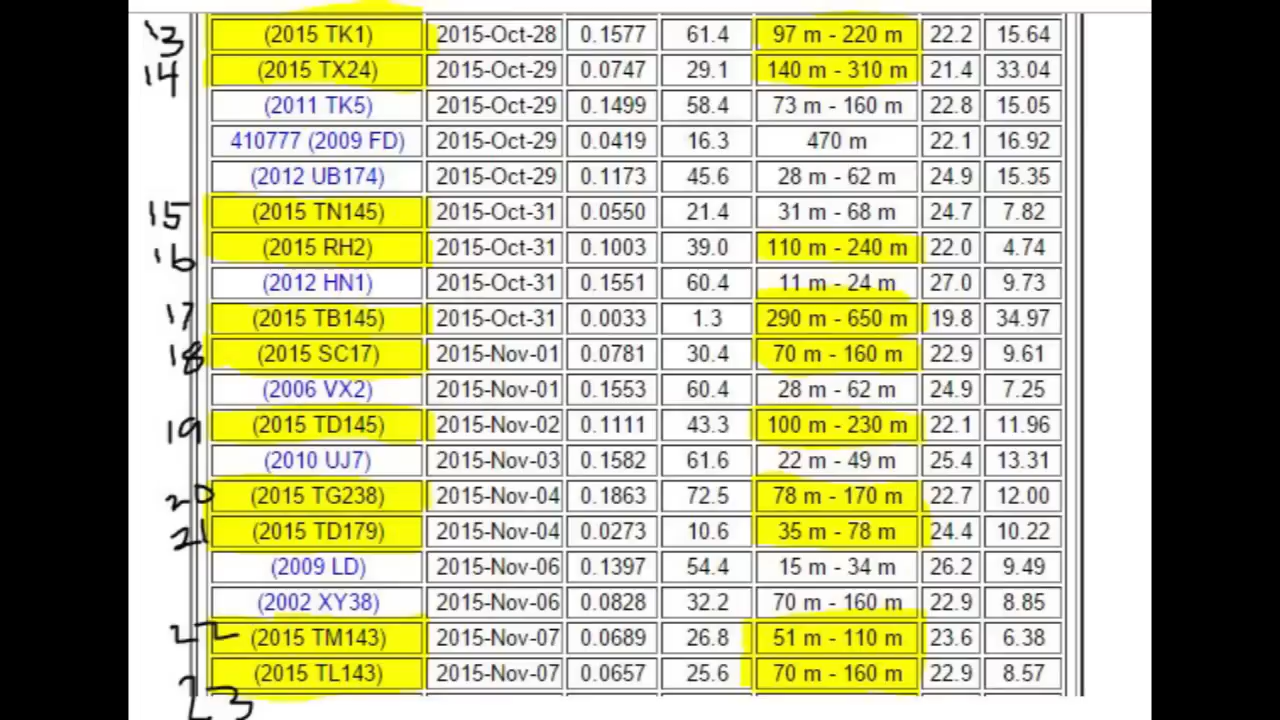 13 (2015 TK1) 2015-Oct-28 0.1577 61.4 97 m - 220 m 22.2 15.64
14 (2015 TX24) 2015-Oct-29 0.0747 29.1 140 m - 310 m 21.4 33.04
(2011 TK5) 2015-Oct-29 0.1499 58.4 73 m - 160 m 22.8 15.05
410777 (2009 FD) 2015-Oct-29 0.0419 16.3 470 m 22.1 16.92
(2012 UB174) 2015-Oct-29 0.1173 45.6 28 m - 62 m 24.9 15.35
15 (2015 TN145) 2015-Oct-31 0.0550 21.4 31 m - 68 m 24.7 7.82
16 (2015 RH2) 2015-Oct-31 0.1003 39.0 110 m - 240 m 22.0 4.74
(2012 HN1) 2015-Oct-31 0.1551 60.4 11 m - 24 m 27.0 9.73
17 (2015 TB145) 2015-Oct-31 0.0033 1.3 290 m - 650 m 19.8 34.97
18 (2015 SC17) 2015-Nov-01 0.0781 30.4 70 m - 160 m 22.9 9.61
(2006 VX2) 2015-Nov-01 0.1553 60.4 28 m - 62 m 24.9 7.25
19 (2015 TD145) 2015-Nov-02 0.1111 43.3 100 m - 230 m 22.1 11.96
(2010 UJ7) 2015-Nov-03 0.1582 61.6 22 m - 49 m 25.4 13.31
20 (2015 TG238) 2015-Nov-04 0.1863 72.5 78 m - 170 m 22.7 12.00
21 (2015 TD179) 2015-Nov-04 0.0273 10.6 35 m - 78 m 24.4 10.22
(2009 LD) 2015-Nov-06 0.1397 54.4 15 m - 34 m 26.2 9.49
(2002 XY38) 2015-Nov-06 0.0828 32.2 70 m - 160 m 22.9 8.85
22 (2015 TM143) 2015-Nov-07 0.0689 26.8 51 m - 110 m 23.6 6.38
23 (2015 TL143) 2015-Nov-07 0.0657 25.6 70 m - 160 m 22.9 8.57